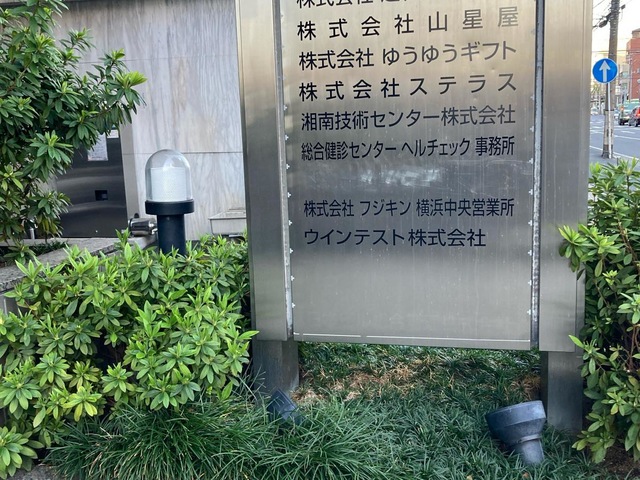 株式会社山星屋
株式会社 ゆうゆうギフト
株式会社ステラス
湘南技術センター株式会社
総合健診センター ヘルチェック 事務所
株式会社 フジキン 横浜中央営業所
ウインテスト株式会社